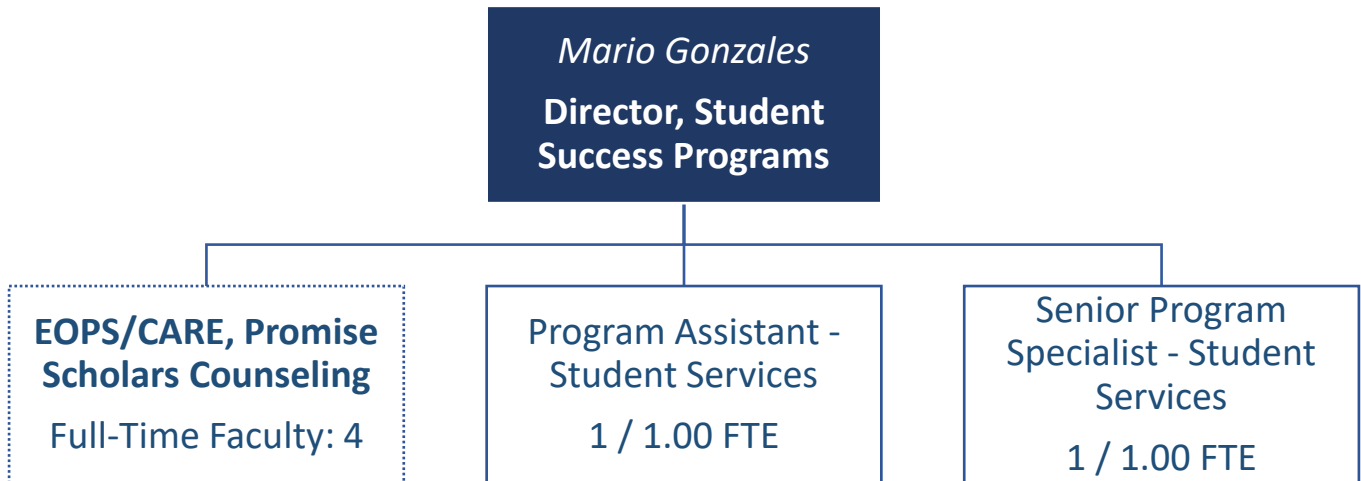 Mario Gonzales
Director, Student
Success Programs
EOPS/CARE, Promise
Scholars Counseling
Full-Time Faculty: 4
Program Assistant -
Student Services
1 / 1.00 FTE
Senior Program
Specialist - Student
Services
1 / 1.00 FTE